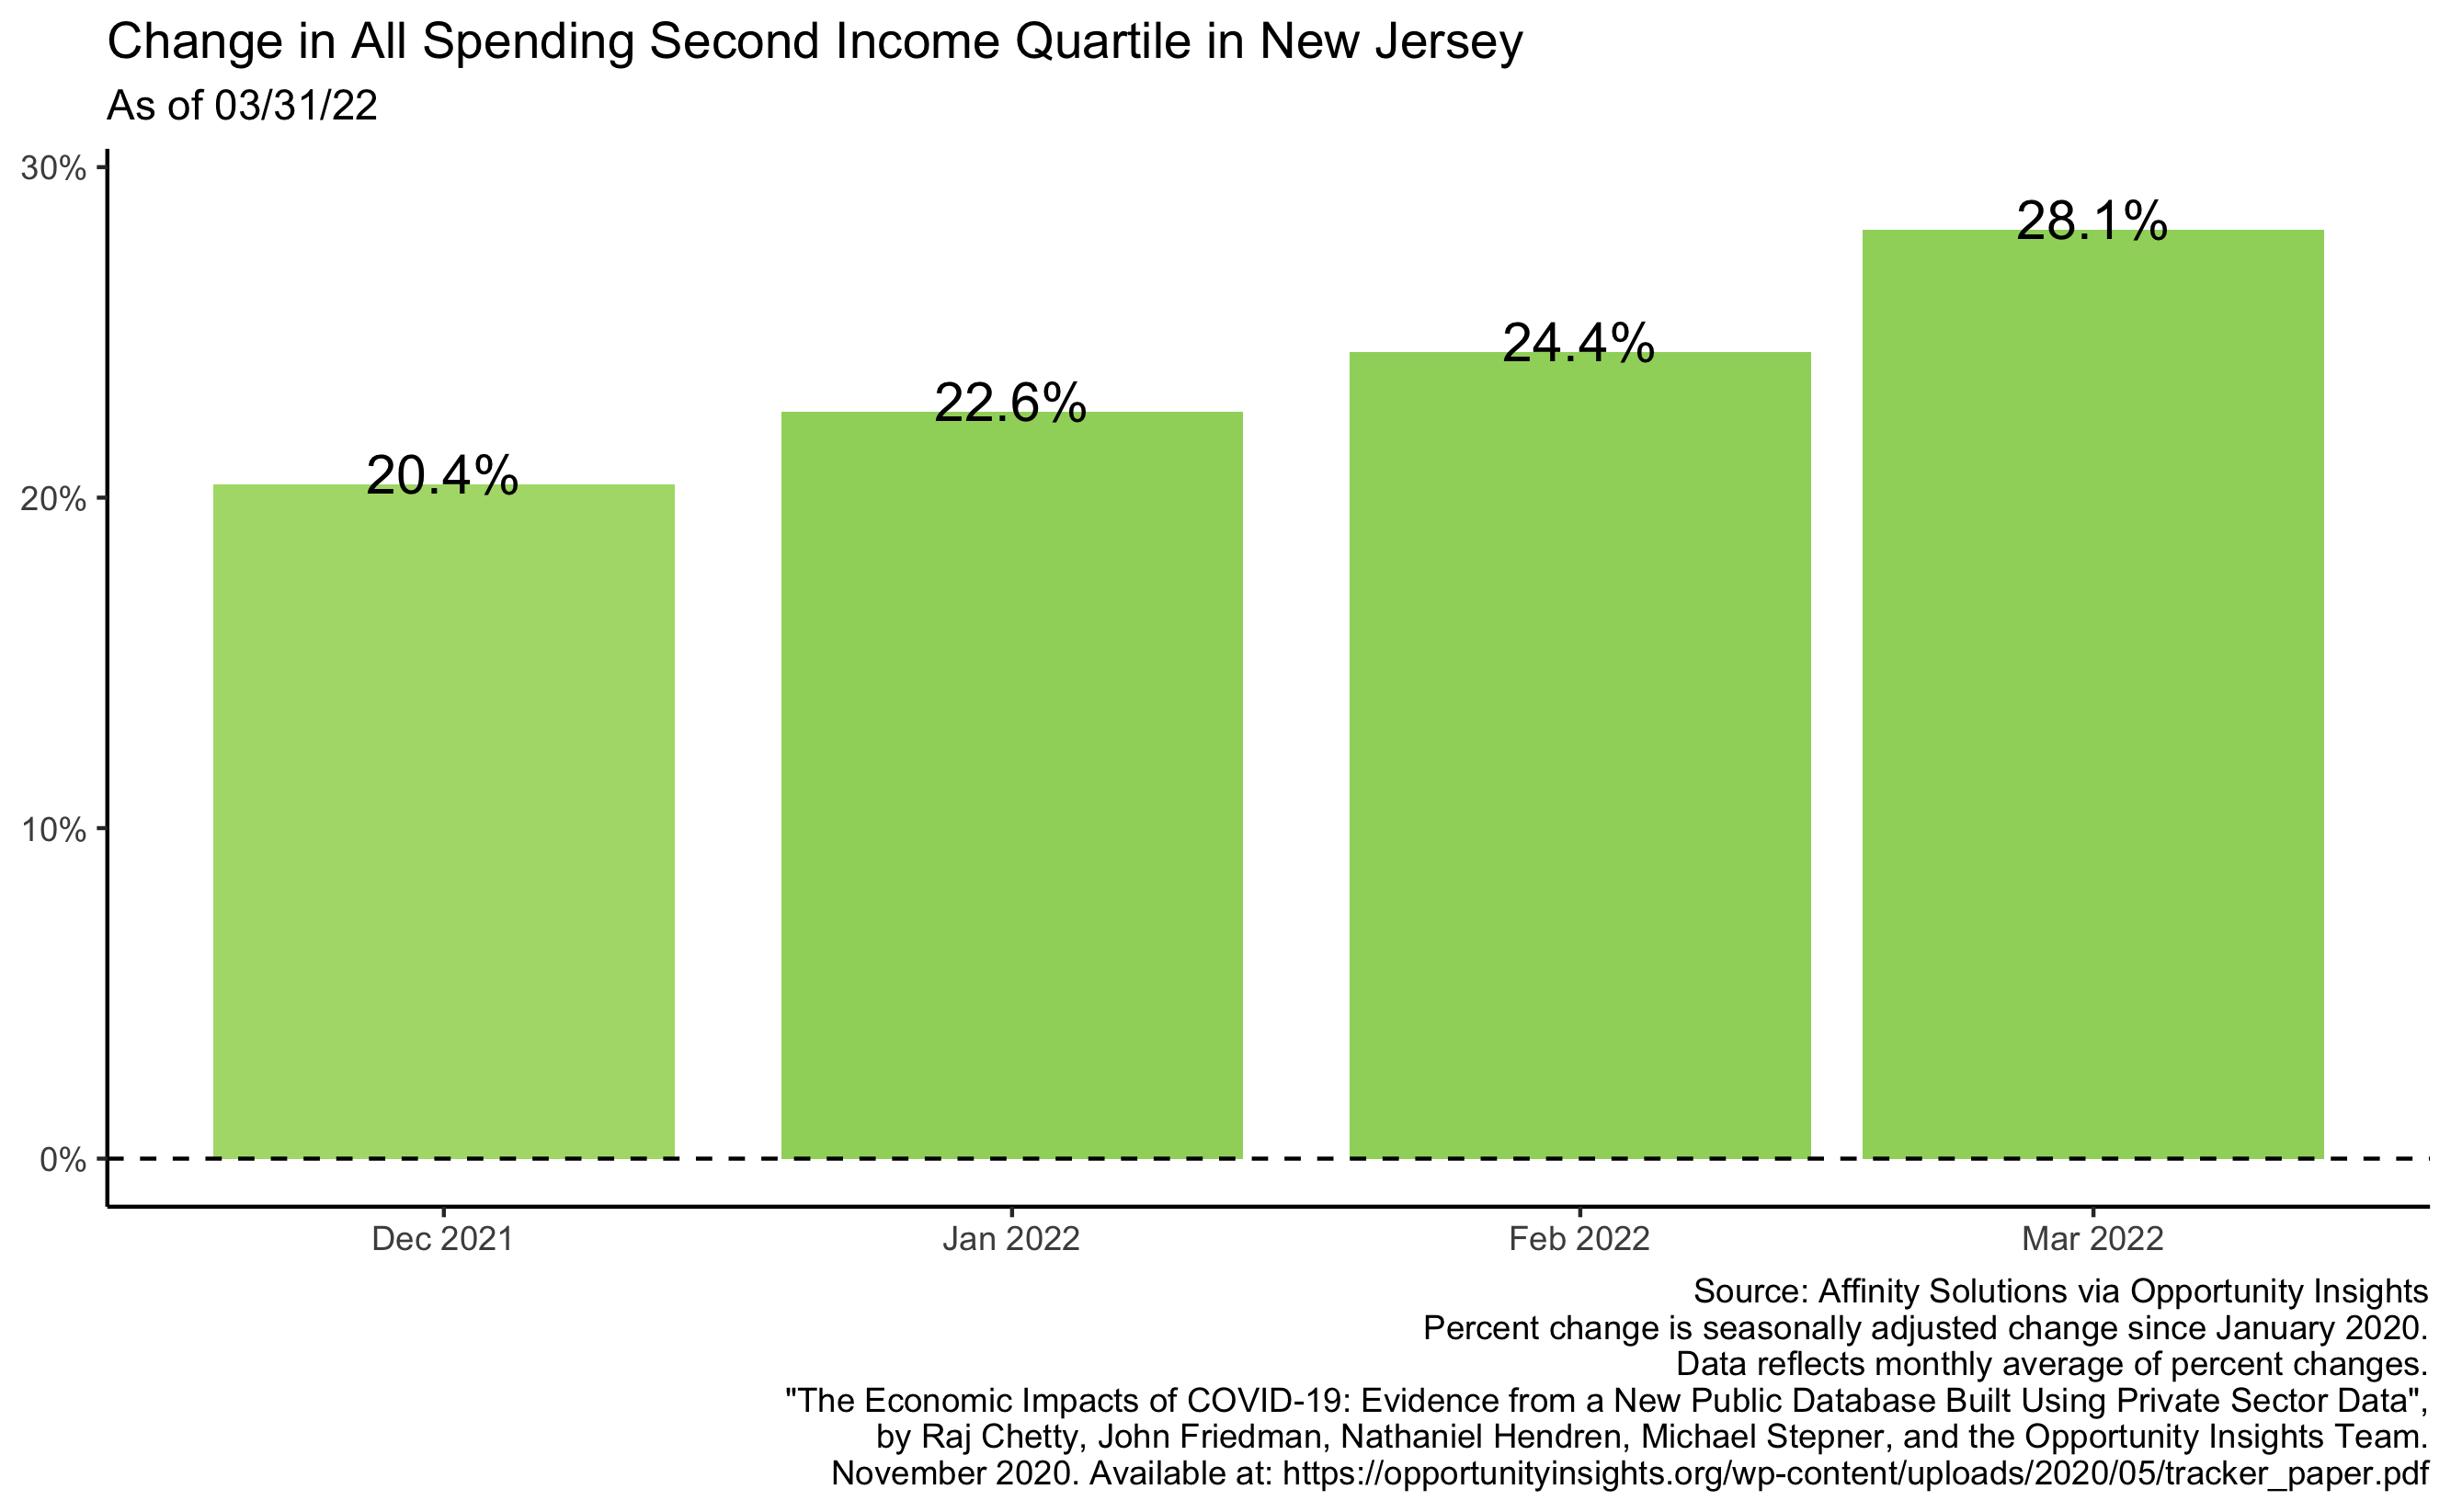 Change in All Spending Second Income Quartile in New Jersey
As of 03/31/22
30%
20%
10%
0%
20.4%
22.6%
24.4%
28.1%
Dec 2021
Jan 2022
Feb 2022
Mar 2022
Source: Affinity Solutions via Opportunity Insights
Percent change is seasonally adjusted change since January 2020.
Data reflects monthly average of percent changes.
"The Economic Impacts of COVID-19: Evidence from a New Public Database Built Using Private Sector Data",
by Raj Chetty, John Friedman, Nathaniel Hendren, Michael Stepner, and the Opportunity Insights Team.
November 2020. Available at: https://opportunityinsights.org/wp-content/uploads/2020/05/tracker_paper.pdf